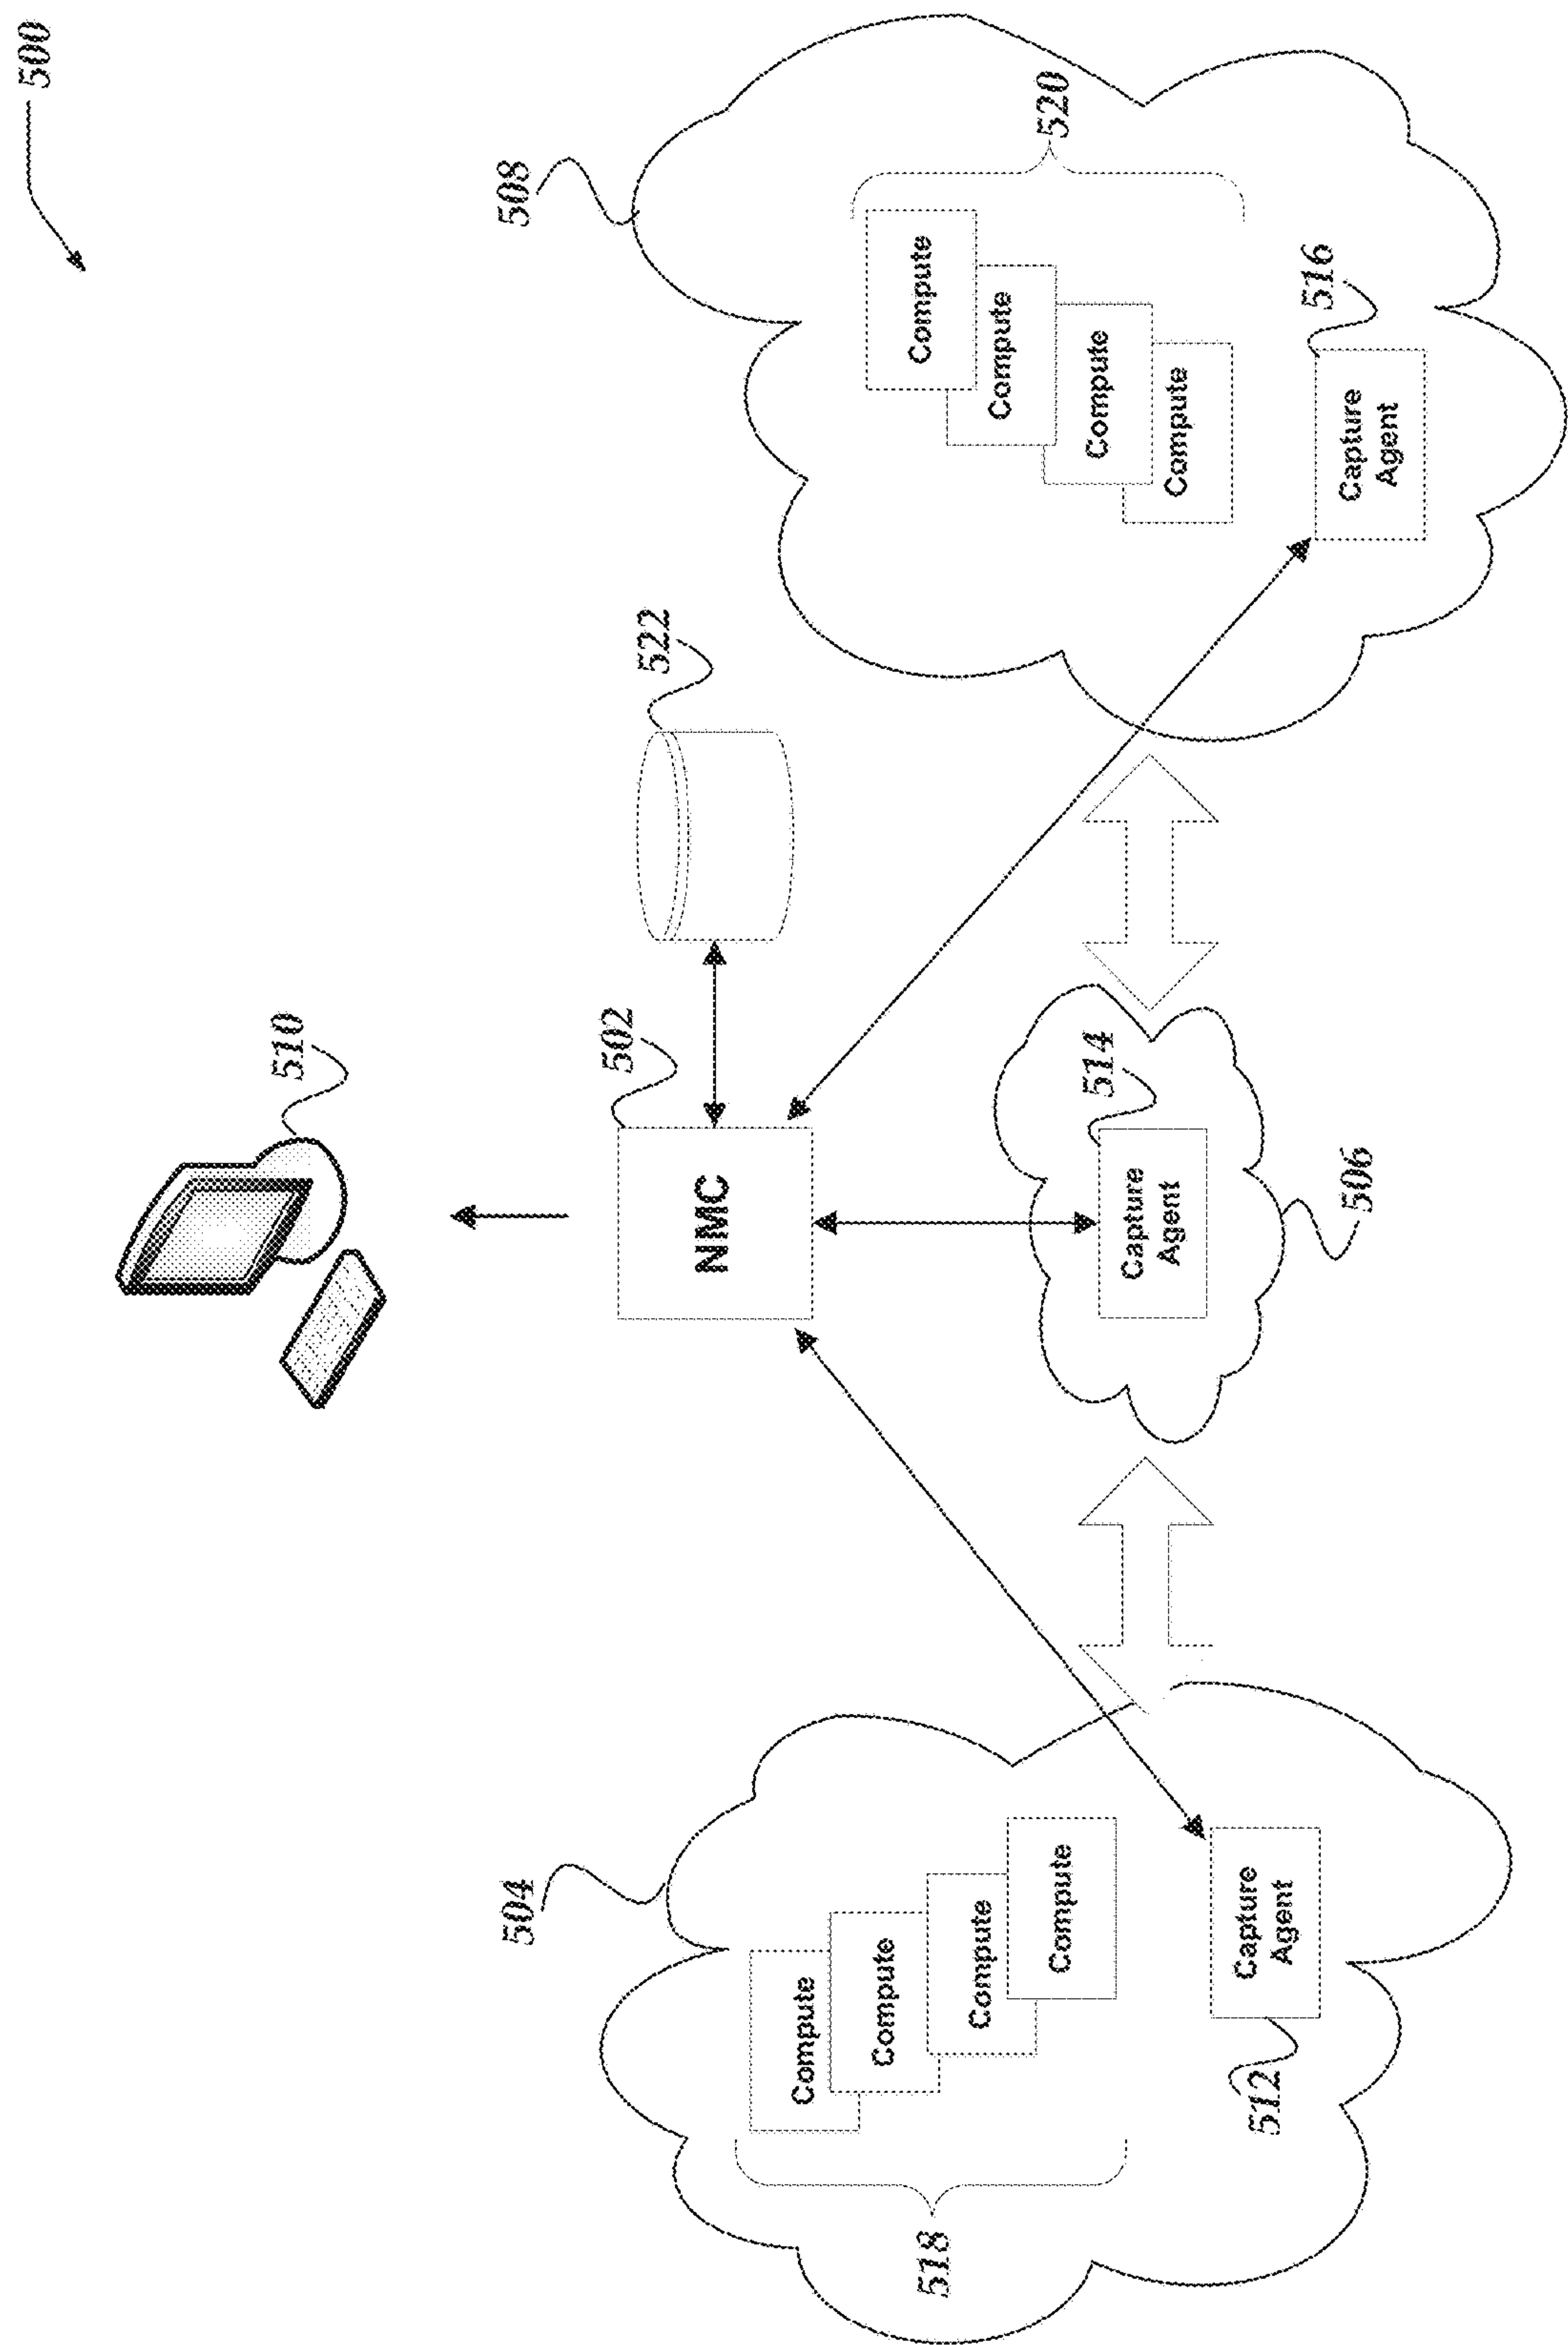 500
510
502
NMC
522
504
508
518
Compute
Compute
Compute
Compute
512
Capture
Agent
514
Capture
Agent
506
520
Compute
Compute
Compute
Compute
516
Capture
Agent